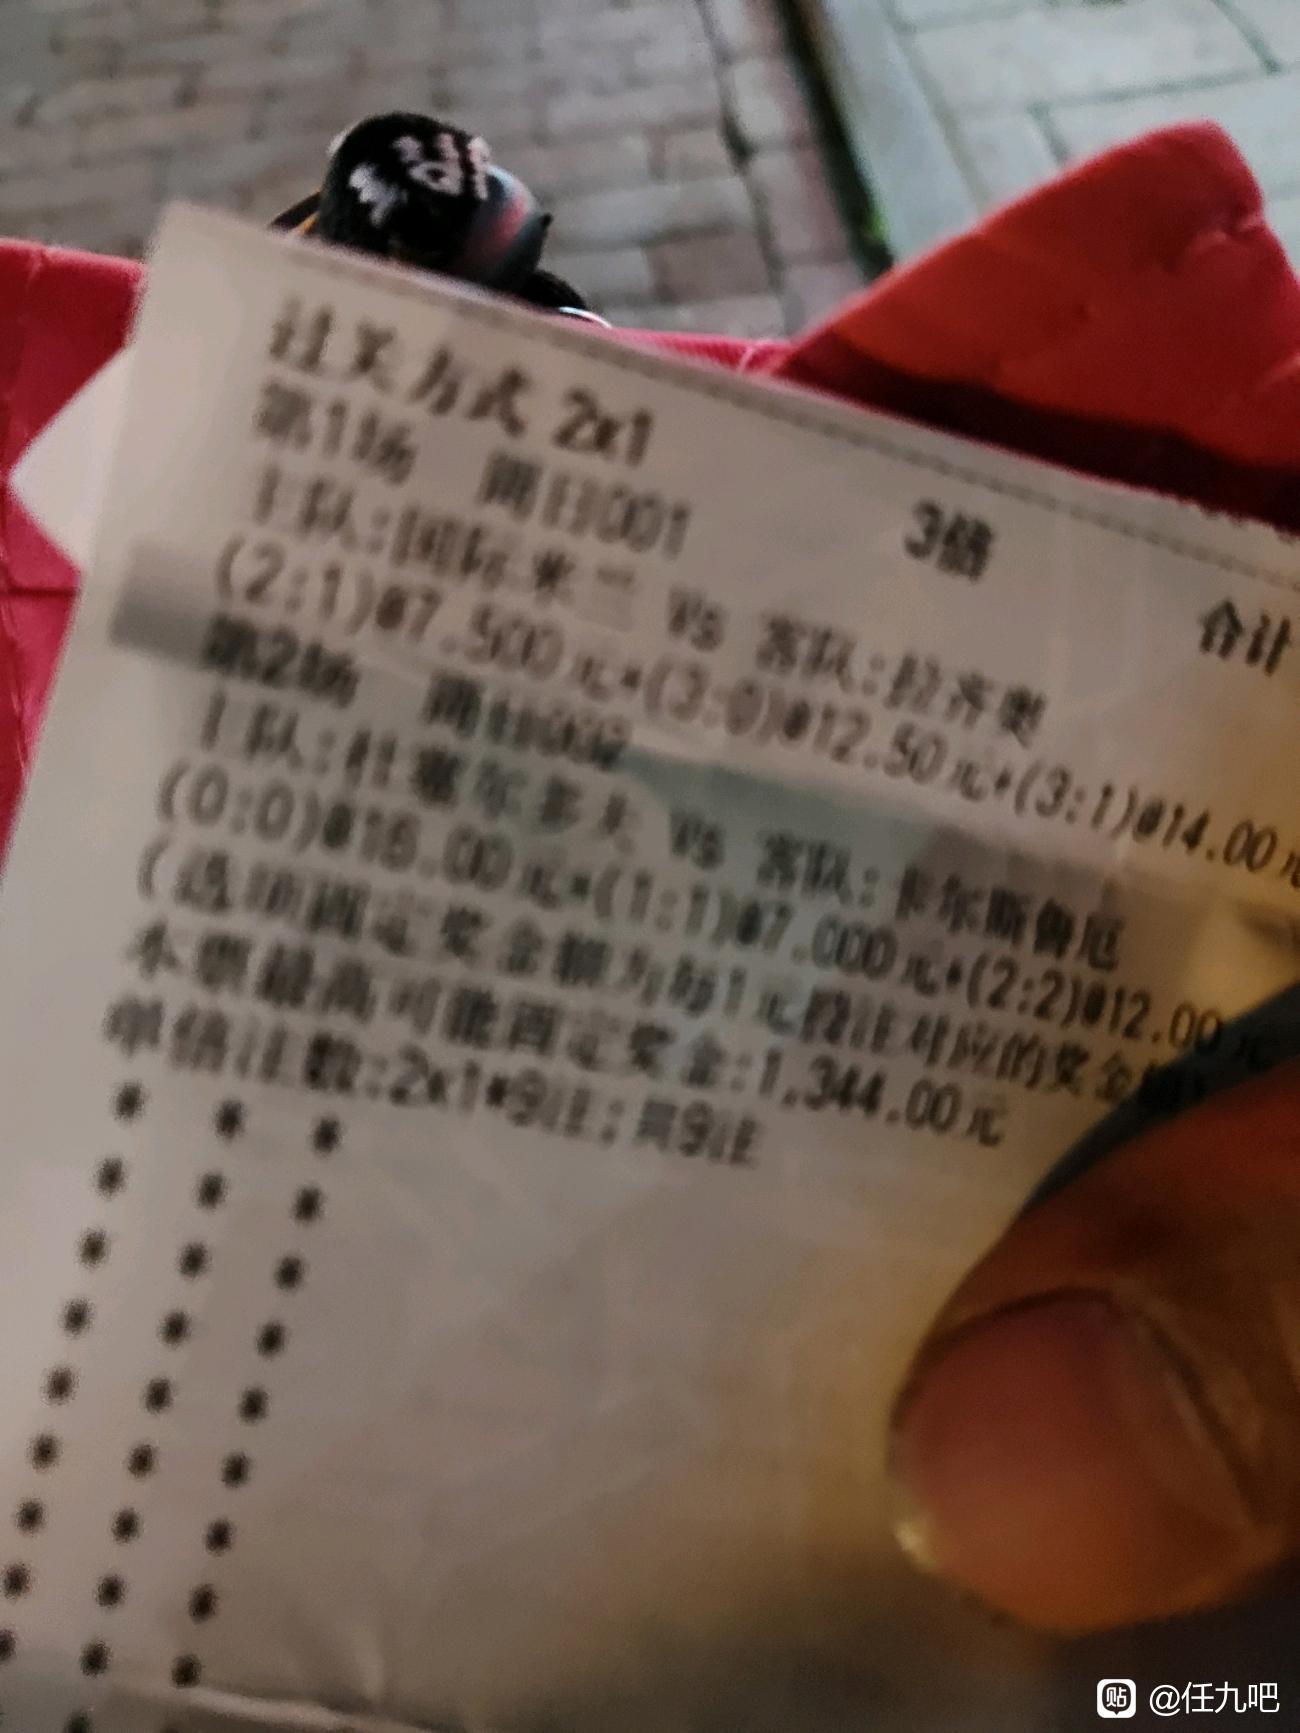 过关方式 2x1 3倍 合计
第1场 周日001
主队:国际米兰 Vs 客队:拉齐奥
(2:1)@7.500元+(3:0)@12.50元+(3:1)@14.00元
第2场 周日002
主队:杜塞尔多夫 Vs 客队:卡尔斯鲁厄
(0:0)@16.00元+(1:1)@7.000元+(2:2)@12.00元
(选项固定奖金额为每1元投注对应的奖金额)
本票最高可能固定奖金:1,344.00元
单倍注数:2x1*9注;共9注
贴 @任九吧